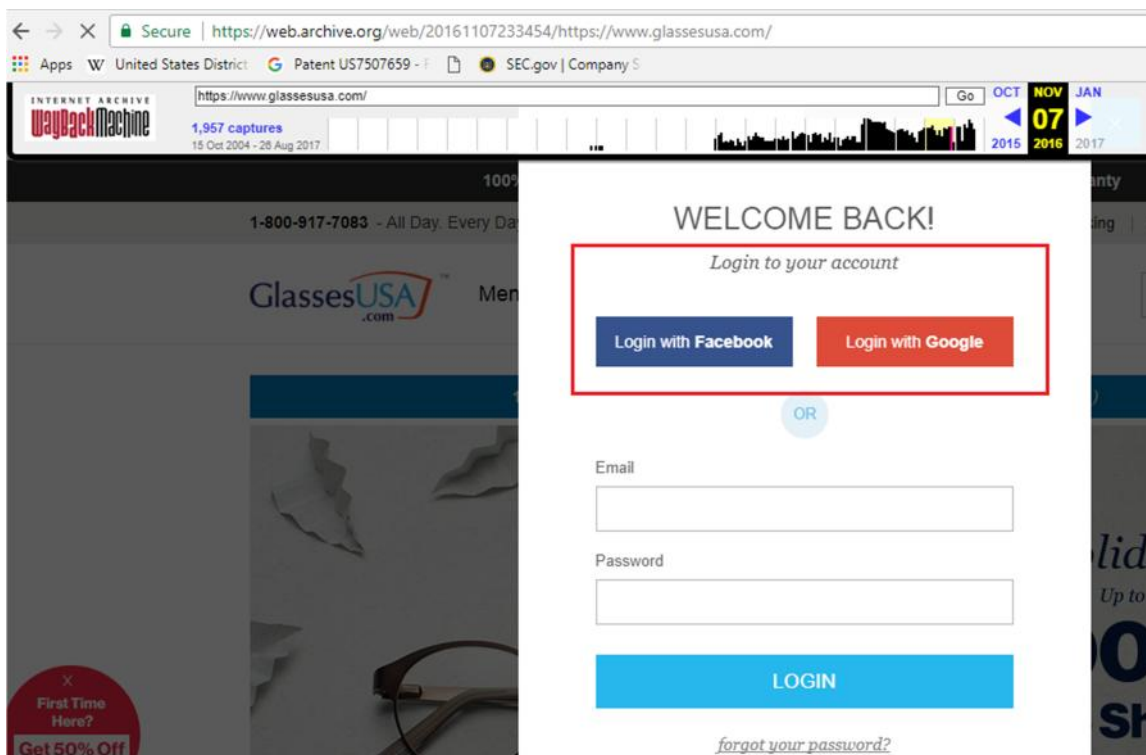 Secure | https://web.archive.org/web/20161107233454/https://www.glassesusa.com/
Apps W United States District G Patent US7507659 - F SEC.gov | Company S
INTERNET ARCHIVE
WayBackMachine
https://www.glassesusa.com/ Go
OCT NOV JAN
1,957 captures
15 Oct 2004 - 26 Aug 2017
07
2015 2016 2017
100%
anty
1-800-917-7083 - All Day. Every Da
WELCOME BACK!
Login to your account
GlassesUSA™
.com
Men
Login with Facebook Login with Google
OR
Email
Password
lid
Up to
LOGIN
X
First Time
Here?
Get 50% Off
forgot your password?